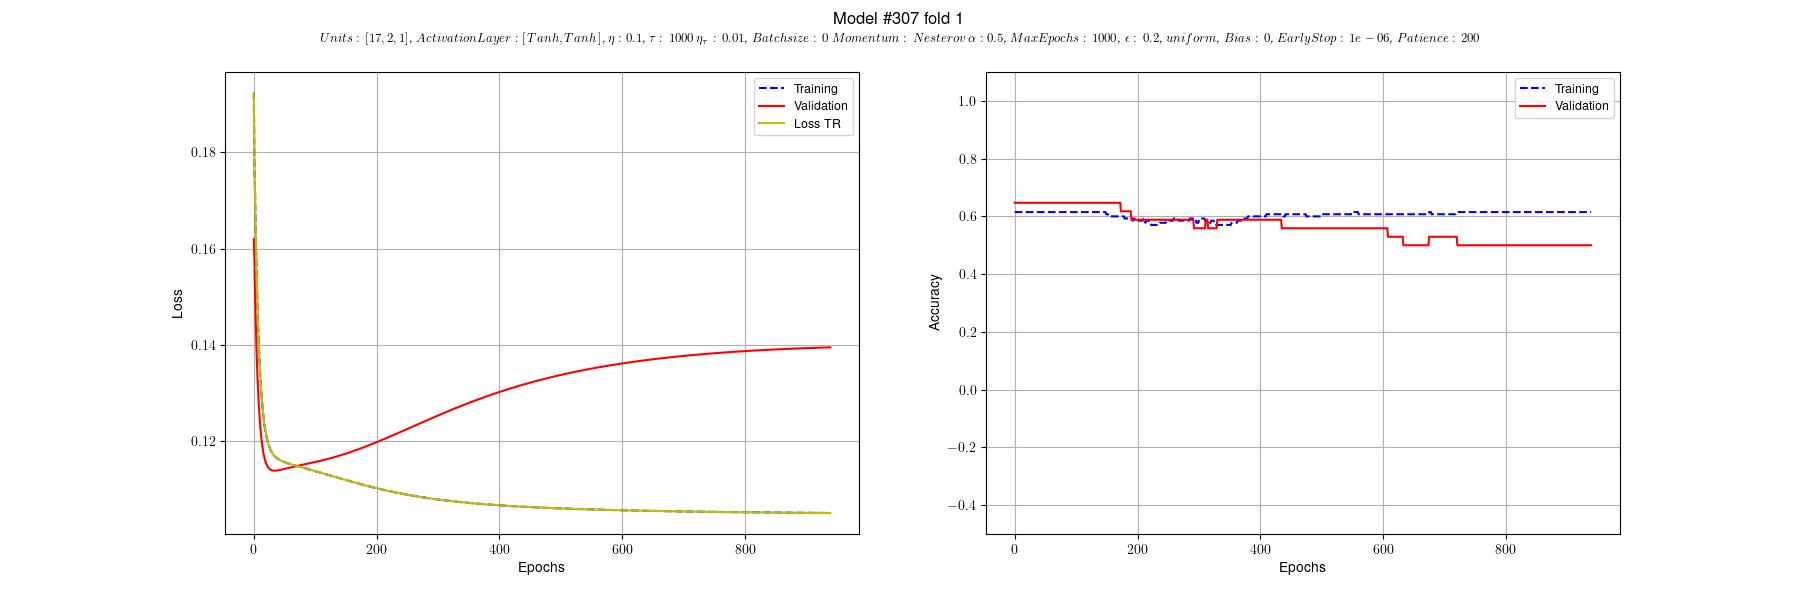 Model #307 fold 1
Units : [17, 2, 1], ActivationLayer : [Tanh, Tanh], η : 0.1, τ : 1000 η_τ : 0.01, Batchsize : 0 Momentum : Nesterov α : 0.5, MaxEpochs : 1000, ϵ : 0.2, uniform, Bias : 0, EarlyStop : 1e − 06, Patience : 200
Loss
0.18
0.16
0.14
0.12
0 200 400 600 800
Epochs
Training
Validation
Loss TR
Accuracy
1.0
0.8
0.6
0.4
0.2
0.0
−0.2
−0.4
0 200 400 600 800
Epochs
Training
Validation